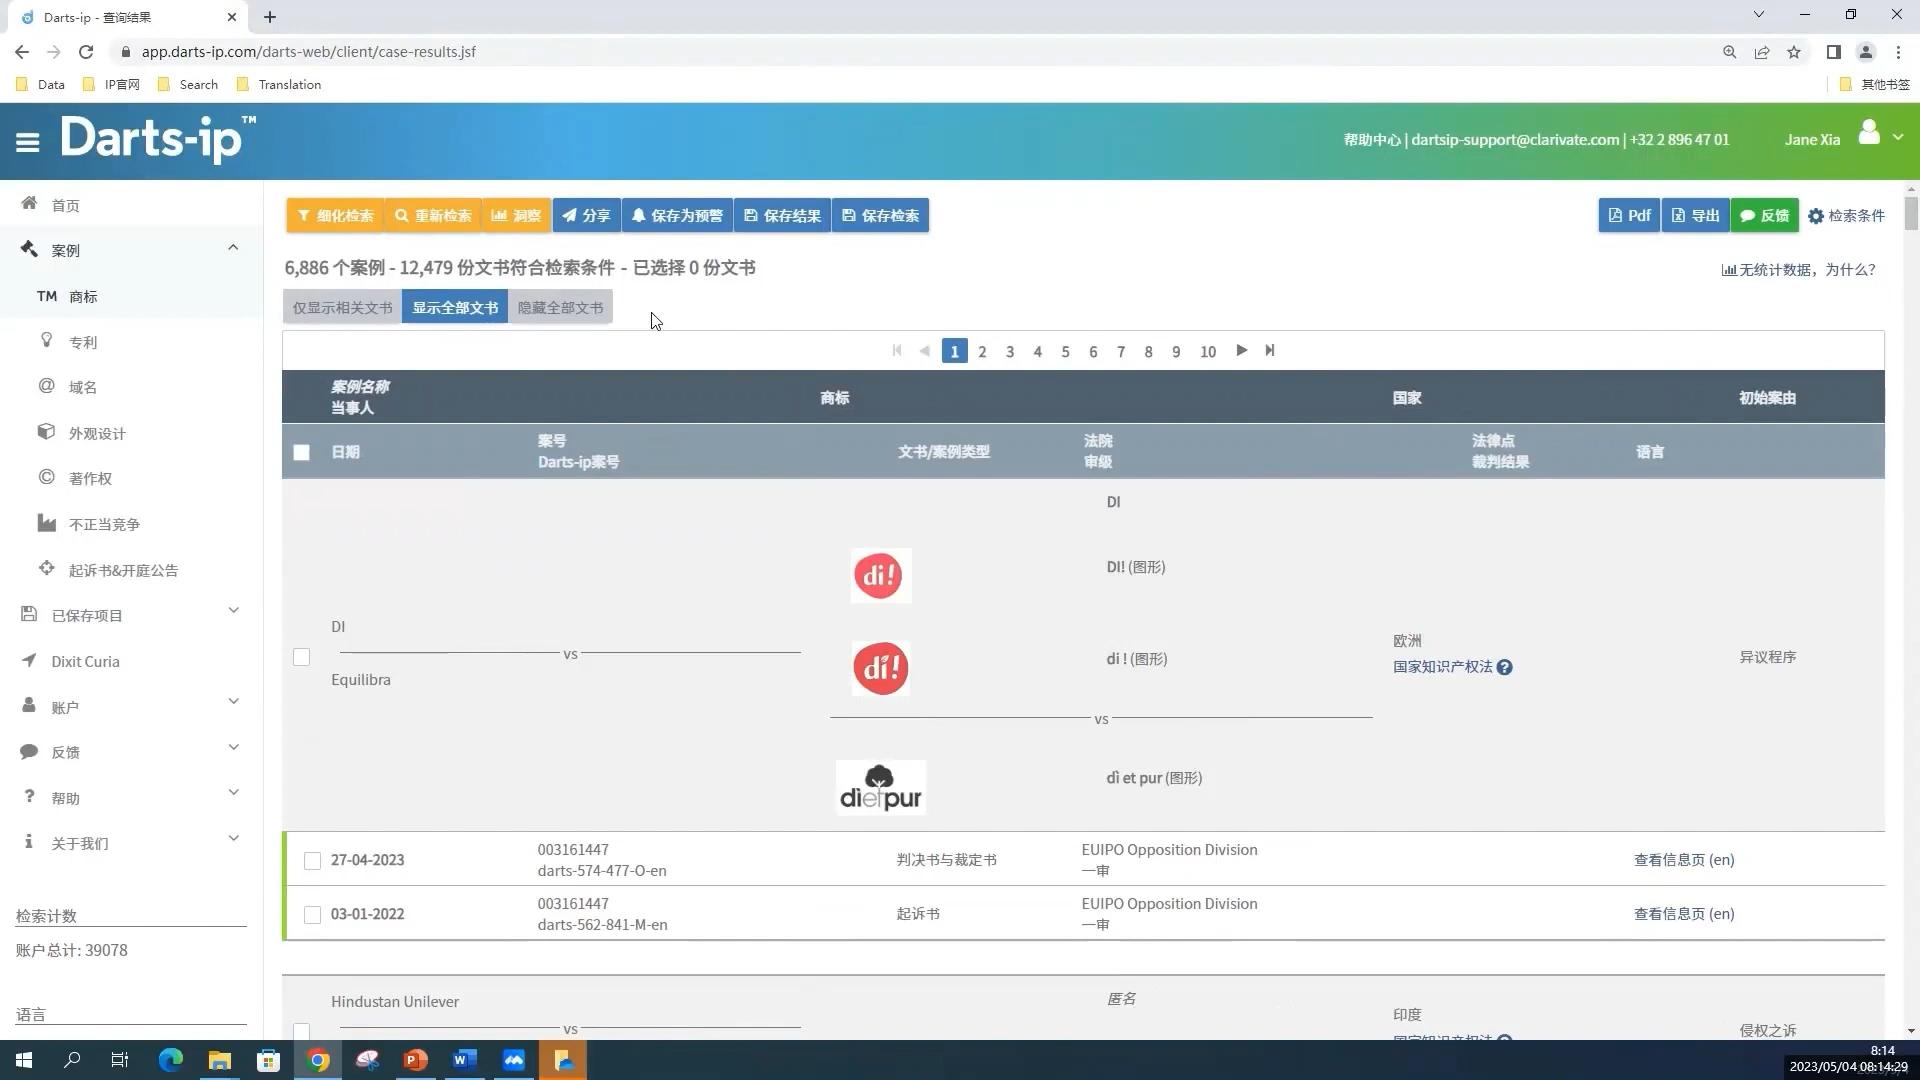 Darts-ip - 查询结果
app.darts-ip.com/darts-web/client/case-results.jsf
Data
IP官网
Search
Translation
其他书签
Darts-ip™
帮助中心 | dartsip-support@clarivate.com | +32 2 896 47 01
Jane Xia
首页
案例
TM 商标
专利
域名
外观设计
著作权
不正当竞争
起诉书&开庭公告
已保存项目
Dixit Curia
账户
反馈
帮助
关于我们
检索计数
账户总计: 39078
语言
细化检索 重新检索 洞察 分享 保存为预警 保存结果 保存检索
Pdf 导出 反馈 检索条件
6,886 个案例 - 12,479 份文书符合检索条件 - 已选择 0 份文书
无统计数据，为什么？
仅显示相关文书 显示全部文书 隐藏全部文书
1 2 3 4 5 6 7 8 9 10
案例名称
当事人
商标
国家
初始案由
日期
案号
Darts-ip案号
文书/案例类型
法院
审级
法律点
裁判结果
语言
DI
di!
DI! (图形)
DI
vs
Equilibra
di!
di ! (图形)
vs
dietpur
dì et pur (图形)
欧洲
国家知识产权法
异议程序
27-04-2023
003161447
darts-574-477-O-en
判决书与裁定书
EUIPO Opposition Division
一审
查看信息页 (en)
03-01-2022
003161447
darts-562-841-M-en
起诉书
EUIPO Opposition Division
一审
查看信息页 (en)
Hindustan Unilever
vs
匿名
印度
国家知识产权法
侵权之诉
8:14
2023/05/04 08:14:29